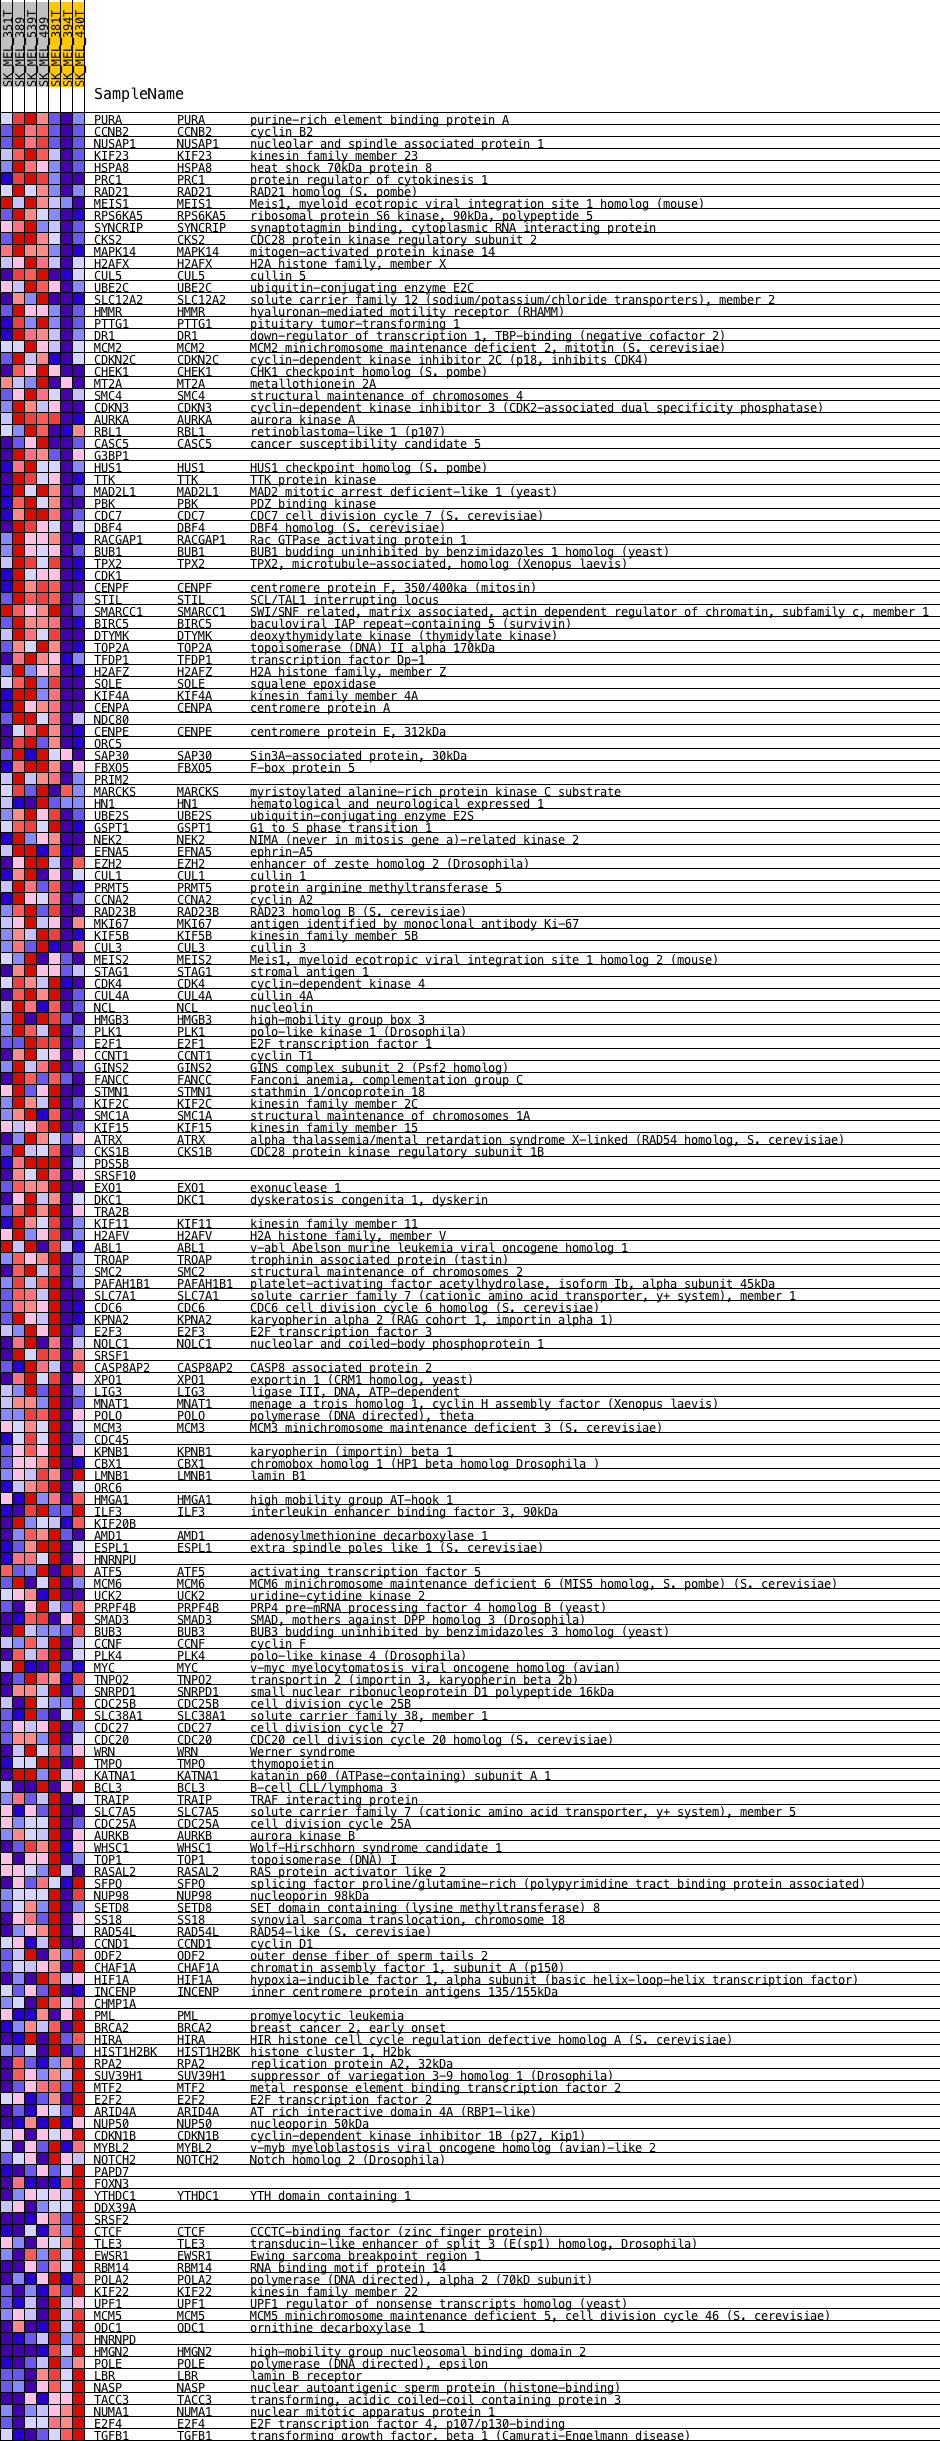 SK_MEL_351T
SK_MEL_389
SK_MEL_539T
SK_MEL_499
SK_MEL_381T
SK_MEL_394T
SK_MEL_430T
SampleName
PURA PURA purine-rich element binding protein A
CCNB2 CCNB2 cyclin B2
NUSAP1 NUSAP1 nucleolar and spindle associated protein 1
KIF23 KIF23 kinesin family member 23
HSPA8 HSPA8 heat shock 70kDa protein 8
PRC1 PRC1 protein regulator of cytokinesis 1
RAD21 RAD21 RAD21 homolog (S. pombe)
MEIS1 MEIS1 Meis1, myeloid ecotropic viral integration site 1 homolog (mouse)
RPS6KA5 RPS6KA5 ribosomal protein S6 kinase, 90kDa, polypeptide 5
SYNCRIP SYNCRIP synaptotagmin binding, cytoplasmic RNA interacting protein
CKS2 CKS2 CDC28 protein kinase regulatory subunit 2
MAPK14 MAPK14 mitogen-activated protein kinase 14
H2AFX H2AFX H2A histone family, member X
CUL5 CUL5 cullin 5
UBE2C UBE2C ubiquitin-conjugating enzyme E2C
SLC12A2 SLC12A2 solute carrier family 12 (sodium/potassium/chloride transporters), member 2
HMMR HMMR hyaluronan-mediated motility receptor (RHAMM)
PTTG1 PTTG1 pituitary tumor-transforming 1
DR1 DR1 down-regulator of transcription 1, TBP-binding (negative cofactor 2)
MCM2 MCM2 MCM2 minichromosome maintenance deficient 2, mitotin (S. cerevisiae)
CDKN2C CDKN2C cyclin-dependent kinase inhibitor 2C (p18, inhibits CDK4)
CHEK1 CHEK1 CHK1 checkpoint homolog (S. pombe)
MT2A MT2A metallothionein 2A
SMC4 SMC4 structural maintenance of chromosomes 4
CDKN3 CDKN3 cyclin-dependent kinase inhibitor 3 (CDK2-associated dual specificity phosphatase)
AURKA AURKA aurora kinase A
RBL1 RBL1 retinoblastoma-like 1 (p107)
CASC5 CASC5 cancer susceptibility candidate 5
G3BP1
HUS1 HUS1 HUS1 checkpoint homolog (S. pombe)
TTK TTK TTK protein kinase
MAD2L1 MAD2L1 MAD2 mitotic arrest deficient-like 1 (yeast)
PBK PBK PDZ binding kinase
CDC7 CDC7 CDC7 cell division cycle 7 (S. cerevisiae)
DBF4 DBF4 DBF4 homolog (S. cerevisiae)
RACGAP1 RACGAP1 Rac GTPase activating protein 1
BUB1 BUB1 BUB1 budding uninhibited by benzimidazoles 1 homolog (yeast)
TPX2 TPX2 TPX2, microtubule-associated, homolog (Xenopus laevis)
CDK1
CENPF CENPF centromere protein F, 350/400ka (mitosin)
STIL STIL SCL/TAL1 interrupting locus
SMARCC1 SMARCC1 SWI/SNF related, matrix associated, actin dependent regulator of chromatin, subfamily c, member 1
BIRC5 BIRC5 baculoviral IAP repeat-containing 5 (survivin)
DTYMK DTYMK deoxythymidylate kinase (thymidylate kinase)
TOP2A TOP2A topoisomerase (DNA) II alpha 170kDa
TFDP1 TFDP1 transcription factor Dp-1
H2AFZ H2AFZ H2A histone family, member Z
SQLE SQLE squalene epoxidase
KIF4A KIF4A kinesin family member 4A
CENPA CENPA centromere protein A
NDC80
CENPE CENPE centromere protein E, 312kDa
ORC5
SAP30 SAP30 Sin3A-associated protein, 30kDa
FBXO5 FBXO5 F-box protein 5
PRIM2
MARCKS MARCKS myristoylated alanine-rich protein kinase C substrate
HN1 HN1 hematological and neurological expressed 1
UBE2S UBE2S ubiquitin-conjugating enzyme E2S
GSPT1 GSPT1 G1 to S phase transition 1
NEK2 NEK2 NIMA (never in mitosis gene a)-related kinase 2
EFNA5 EFNA5 ephrin-A5
EZH2 EZH2 enhancer of zeste homolog 2 (Drosophila)
CUL1 CUL1 cullin 1
PRMT5 PRMT5 protein arginine methyltransferase 5
CCNA2 CCNA2 cyclin A2
RAD23B RAD23B RAD23 homolog B (S. cerevisiae)
MKI67 MKI67 antigen identified by monoclonal antibody Ki-67
KIF5B KIF5B kinesin family member 5B
CUL3 CUL3 cullin 3
MEIS2 MEIS2 Meis1, myeloid ecotropic viral integration site 1 homolog 2 (mouse)
STAG1 STAG1 stromal antigen 1
CDK4 CDK4 cyclin-dependent kinase 4
CUL4A CUL4A cullin 4A
NCL NCL nucleolin
HMGB3 HMGB3 high-mobility group box 3
PLK1 PLK1 polo-like kinase 1 (Drosophila)
E2F1 E2F1 E2F transcription factor 1
CCNT1 CCNT1 cyclin T1
GINS2 GINS2 GINS complex subunit 2 (Psf2 homolog)
FANCC FANCC Fanconi anemia, complementation group C
STMN1 STMN1 stathmin 1/oncoprotein 18
KIF2C KIF2C kinesin family member 2C
SMC1A SMC1A structural maintenance of chromosomes 1A
KIF15 KIF15 kinesin family member 15
ATRX ATRX alpha thalassemia/mental retardation syndrome X-linked (RAD54 homolog, S. cerevisiae)
CKS1B CKS1B CDC28 protein kinase regulatory subunit 1B
PDS5B
SRSF10
EXO1 EXO1 exonuclease 1
DKC1 DKC1 dyskeratosis congenita 1, dyskerin
TRA2B
KIF11 KIF11 kinesin family member 11
H2AFV H2AFV H2A histone family, member V
ABL1 ABL1 v-abl Abelson murine leukemia viral oncogene homolog 1
TROAP TROAP trophinin associated protein (tastin)
SMC2 SMC2 structural maintenance of chromosomes 2
PAFAH1B1 PAFAH1B1 platelet-activating factor acetylhydrolase, isoform Ib, alpha subunit 45kDa
SLC7A1 SLC7A1 solute carrier family 7 (cationic amino acid transporter, y+ system), member 1
CDC6 CDC6 CDC6 cell division cycle 6 homolog (S. cerevisiae)
KPNA2 KPNA2 karyopherin alpha 2 (RAG cohort 1, importin alpha 1)
E2F3 E2F3 E2F transcription factor 3
NOLC1 NOLC1 nucleolar and coiled-body phosphoprotein 1
SRSF1
CASP8AP2 CASP8AP2 CASP8 associated protein 2
XPO1 XPO1 exportin 1 (CRM1 homolog, yeast)
LIG3 LIG3 ligase III, DNA, ATP-dependent
MNAT1 MNAT1 menage a trois homolog 1, cyclin H assembly factor (Xenopus laevis)
POLQ POLQ polymerase (DNA directed), theta
MCM3 MCM3 MCM3 minichromosome maintenance deficient 3 (S. cerevisiae)
CDC45
KPNB1 KPNB1 karyopherin (importin) beta 1
CBX1 CBX1 chromobox homolog 1 (HP1 beta homolog Drosophila )
LMNB1 LMNB1 lamin B1
ORC6
HMGA1 HMGA1 high mobility group AT-hook 1
ILF3 ILF3 interleukin enhancer binding factor 3, 90kDa
KIF20B
AMD1 AMD1 adenosylmethionine decarboxylase 1
ESPL1 ESPL1 extra spindle poles like 1 (S. cerevisiae)
HNRNPU
ATF5 ATF5 activating transcription factor 5
MCM6 MCM6 MCM6 minichromosome maintenance deficient 6 (MIS5 homolog, S. pombe) (S. cerevisiae)
UCK2 UCK2 uridine-cytidine kinase 2
PRPF4B PRPF4B PRP4 pre-mRNA processing factor 4 homolog B (yeast)
SMAD3 SMAD3 SMAD, mothers against DPP homolog 3 (Drosophila)
BUB3 BUB3 BUB3 budding uninhibited by benzimidazoles 3 homolog (yeast)
CCNF CCNF cyclin F
PLK4 PLK4 polo-like kinase 4 (Drosophila)
MYC MYC v-myc myelocytomatosis viral oncogene homolog (avian)
TNPO2 TNPO2 transportin 2 (importin 3, karyopherin beta 2b)
SNRPD1 SNRPD1 small nuclear ribonucleoprotein D1 polypeptide 16kDa
CDC25B CDC25B cell division cycle 25B
SLC38A1 SLC38A1 solute carrier family 38, member 1
CDC27 CDC27 cell division cycle 27
CDC20 CDC20 CDC20 cell division cycle 20 homolog (S. cerevisiae)
WRN WRN Werner syndrome
TMPO TMPO thymopoietin
KATNA1 KATNA1 katanin p60 (ATPase-containing) subunit A 1
BCL3 BCL3 B-cell CLL/lymphoma 3
TRAIP TRAIP TRAF interacting protein
SLC7A5 SLC7A5 solute carrier family 7 (cationic amino acid transporter, y+ system), member 5
CDC25A CDC25A cell division cycle 25A
AURKB AURKB aurora kinase B
WHSC1 WHSC1 Wolf-Hirschhorn syndrome candidate 1
TOP1 TOP1 topoisomerase (DNA) I
RASAL2 RASAL2 RAS protein activator like 2
SFPQ SFPQ splicing factor proline/glutamine-rich (polypyrimidine tract binding protein associated)
NUP98 NUP98 nucleoporin 98kDa
SETD8 SETD8 SET domain containing (lysine methyltransferase) 8
SS18 SS18 synovial sarcoma translocation, chromosome 18
RAD54L RAD54L RAD54-like (S. cerevisiae)
CCND1 CCND1 cyclin D1
ODF2 ODF2 outer dense fiber of sperm tails 2
CHAF1A CHAF1A chromatin assembly factor 1, subunit A (p150)
HIF1A HIF1A hypoxia-inducible factor 1, alpha subunit (basic helix-loop-helix transcription factor)
INCENP INCENP inner centromere protein antigens 135/155kDa
CHMP1A
PML PML promyelocytic leukemia
BRCA2 BRCA2 breast cancer 2, early onset
HIRA HIRA HIR histone cell cycle regulation defective homolog A (S. cerevisiae)
HIST1H2BK HIST1H2BK histone cluster 1, H2bk
RPA2 RPA2 replication protein A2, 32kDa
SUV39H1 SUV39H1 suppressor of variegation 3-9 homolog 1 (Drosophila)
MTF2 MTF2 metal response element binding transcription factor 2
E2F2 E2F2 E2F transcription factor 2
ARID4A ARID4A AT rich interactive domain 4A (RBP1-like)
NUP50 NUP50 nucleoporin 50kDa
CDKN1B CDKN1B cyclin-dependent kinase inhibitor 1B (p27, Kip1)
MYBL2 MYBL2 v-myb myeloblastosis viral oncogene homolog (avian)-like 2
NOTCH2 NOTCH2 Notch homolog 2 (Drosophila)
PAPD7
FOXN3
YTHDC1 YTHDC1 YTH domain containing 1
DDX39A
SRSF2
CTCF CTCF CCCTC-binding factor (zinc finger protein)
TLE3 TLE3 transducin-like enhancer of split 3 (E(sp1) homolog, Drosophila)
EWSR1 EWSR1 Ewing sarcoma breakpoint region 1
RBM14 RBM14 RNA binding motif protein 14
POLA2 POLA2 polymerase (DNA directed), alpha 2 (70kD subunit)
KIF22 KIF22 kinesin family member 22
UPF1 UPF1 UPF1 regulator of nonsense transcripts homolog (yeast)
MCM5 MCM5 MCM5 minichromosome maintenance deficient 5, cell division cycle 46 (S. cerevisiae)
ODC1 ODC1 ornithine decarboxylase 1
HNRNPD
HMGN2 HMGN2 high-mobility group nucleosomal binding domain 2
POLE POLE polymerase (DNA directed), epsilon
LBR LBR lamin B receptor
NASP NASP nuclear autoantigenic sperm protein (histone-binding)
TACC3 TACC3 transforming, acidic coiled-coil containing protein 3
NUMA1 NUMA1 nuclear mitotic apparatus protein 1
E2F4 E2F4 E2F transcription factor 4, p107/p130-binding
TGFB1 TGFB1 transforming growth factor, beta 1 (Camurati-Engelmann disease)